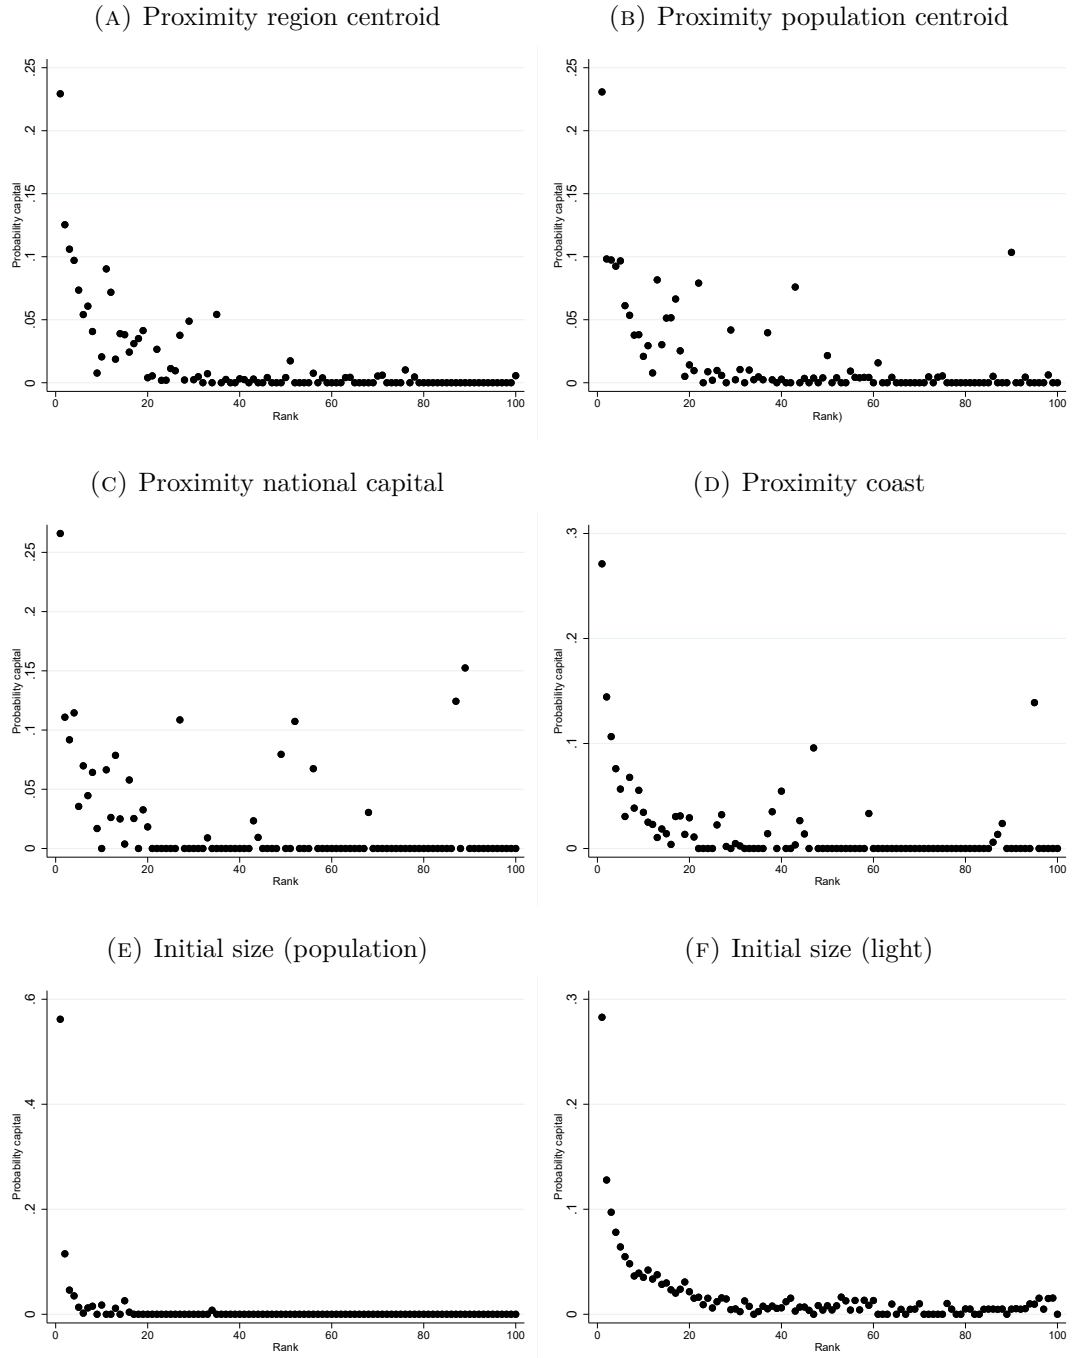 (A) Proximity region centroid
(B) Proximity population centroid
Probability capital
0 .05 .1 .15 .2 .25
0 20 40 60 80 100
Rank
Probability capital
0 .05 .1 .15 .2 .25
0 20 40 60 80 100
Rank)
(C) Proximity national capital
(D) Proximity coast
Probability capital
0 .05 .1 .15 .2 .25
0 20 40 60 80 100
Rank
Probability capital
0 .1 .2 .3
0 20 40 60 80 100
Rank
(E) Initial size (population)
(F) Initial size (light)
Probability capital
0 .2 .4 .6
0 20 40 60 80 100
Rank
Probability capital
0 .1 .2 .3
0 20 40 60 80 100
Rank